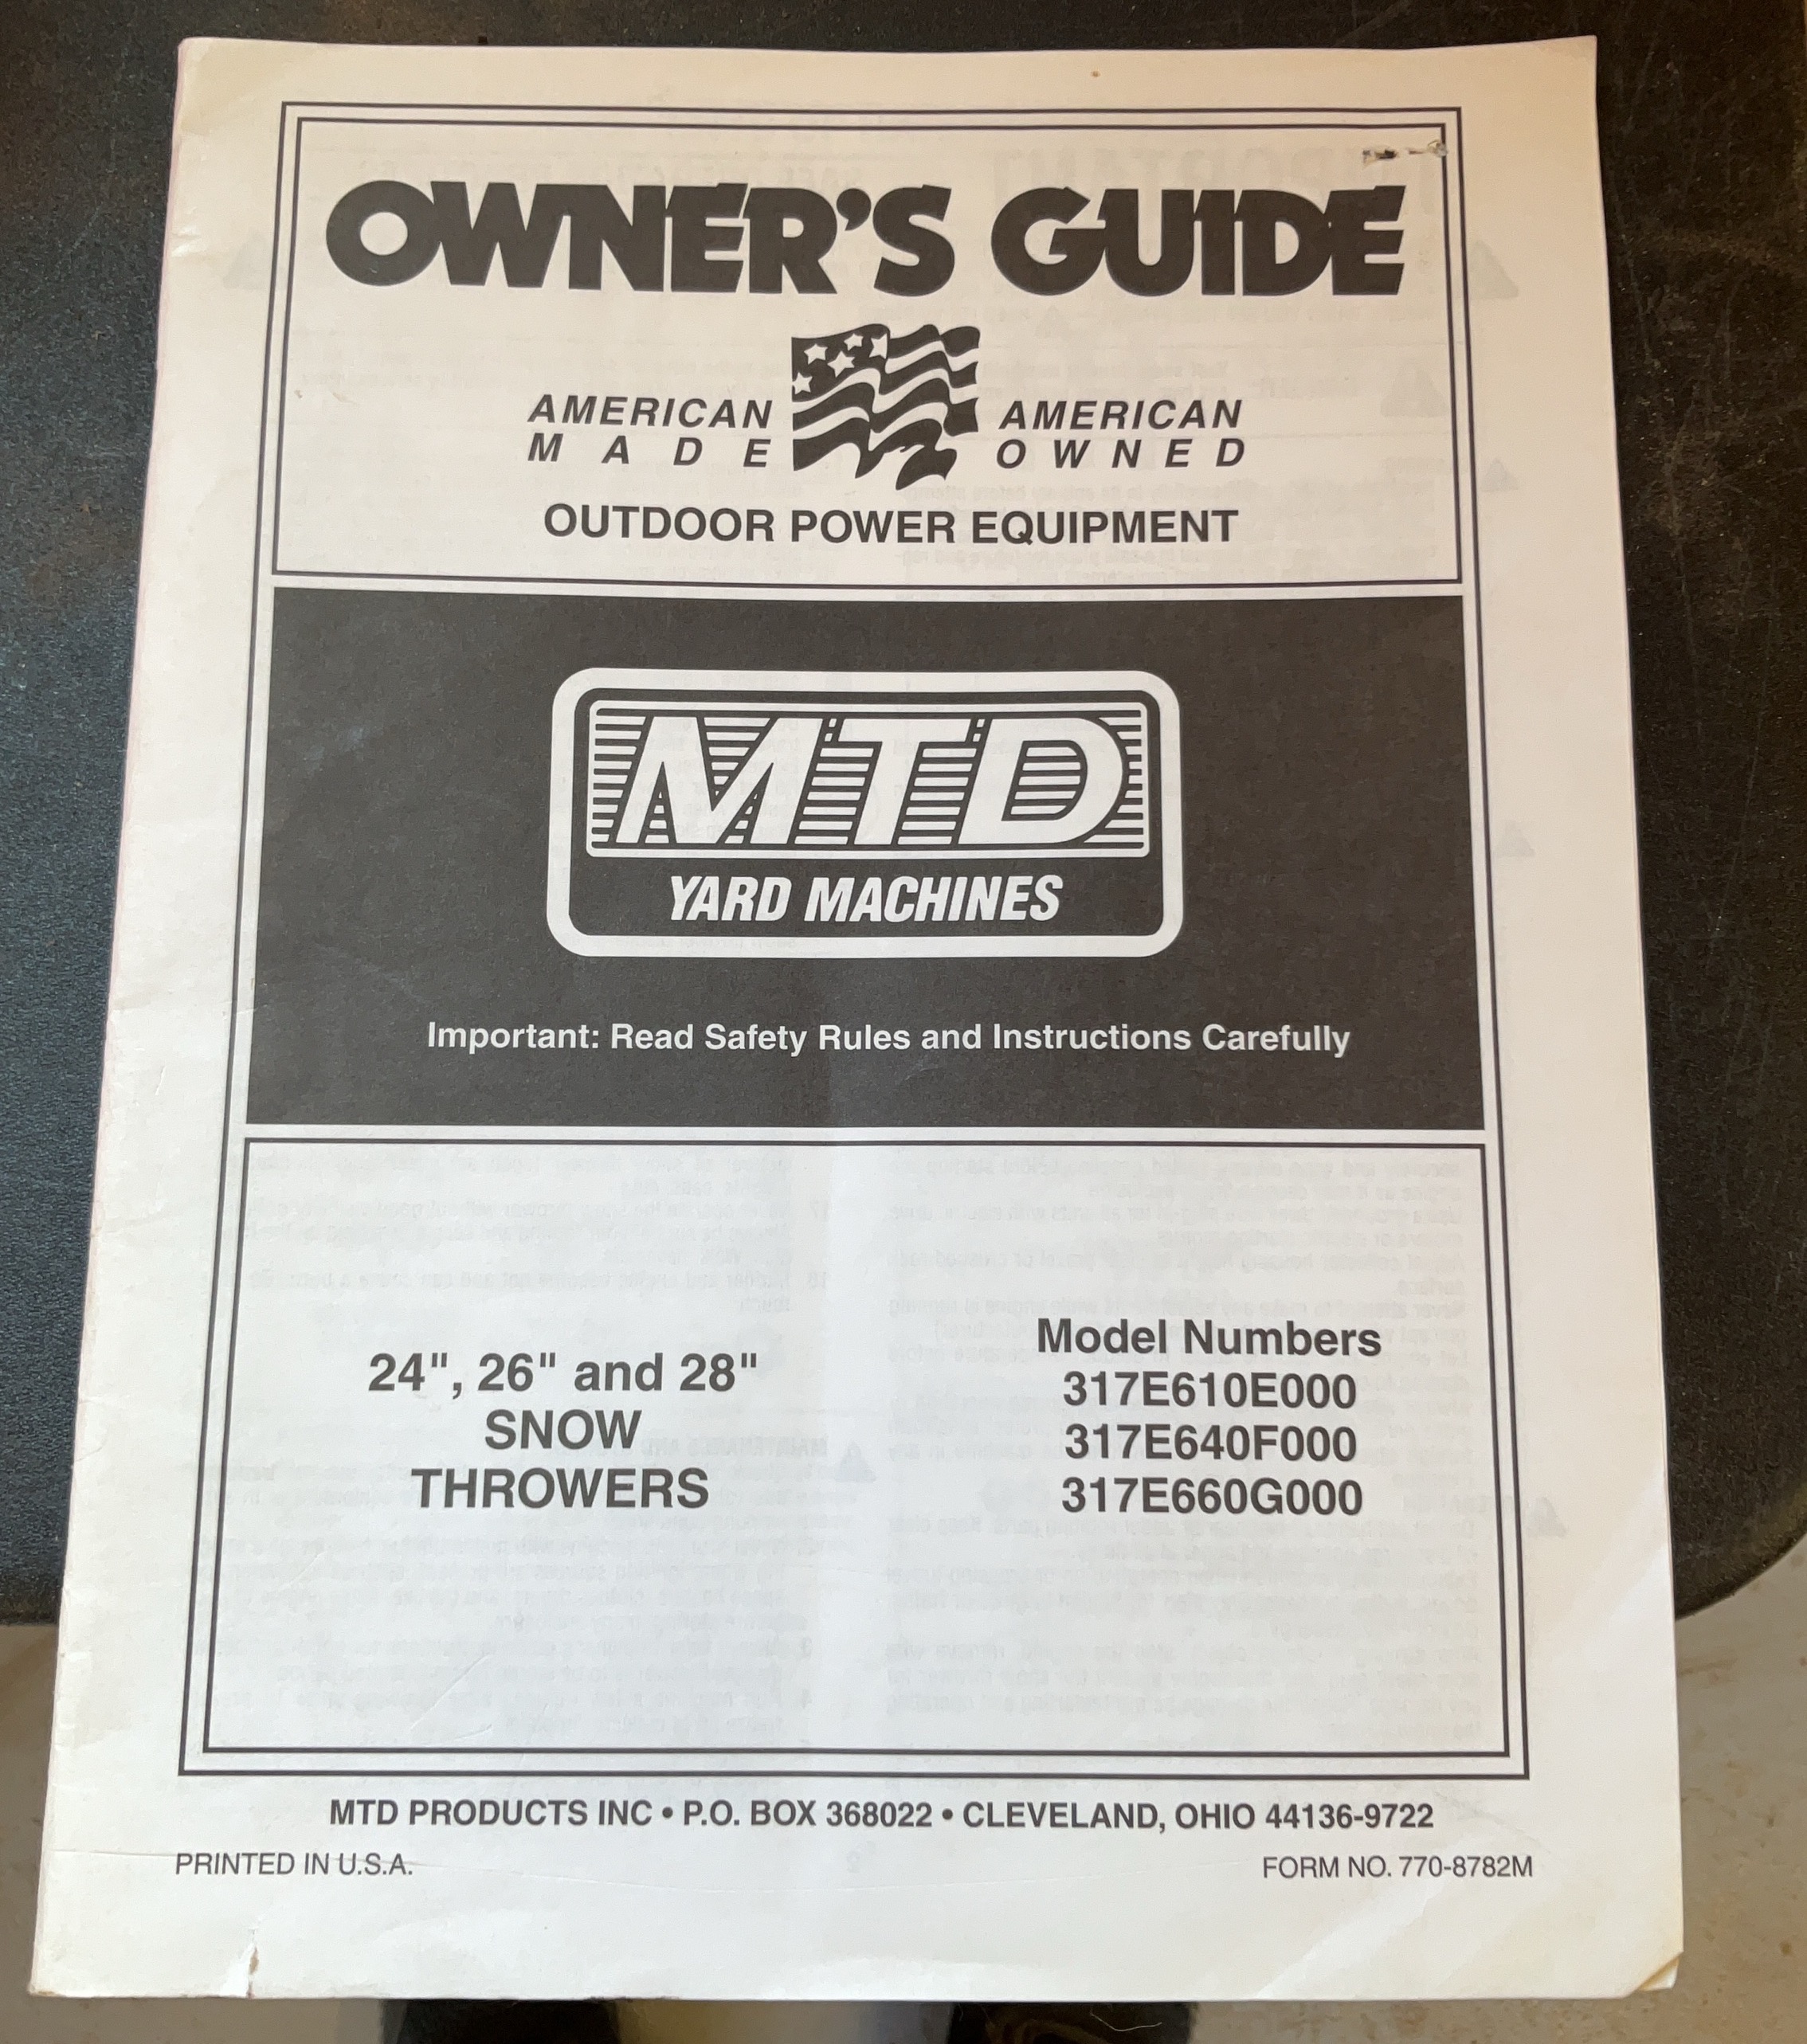 OWNER'S GUIDE
AMERICAN MADE
AMERICAN OWNED
OUTDOOR POWER EQUIPMENT
MTD
YARD MACHINES
Important: Read Safety Rules and Instructions Carefully
24", 26" and 28"
SNOW
THROWERS
Model Numbers
317E610E000
317E640F000
317E660G000
MTD PRODUCTS INC • P.O. BOX 368022 • CLEVELAND, OHIO 44136-9722
PRINTED IN U.S.A.
FORM NO. 770-8782M